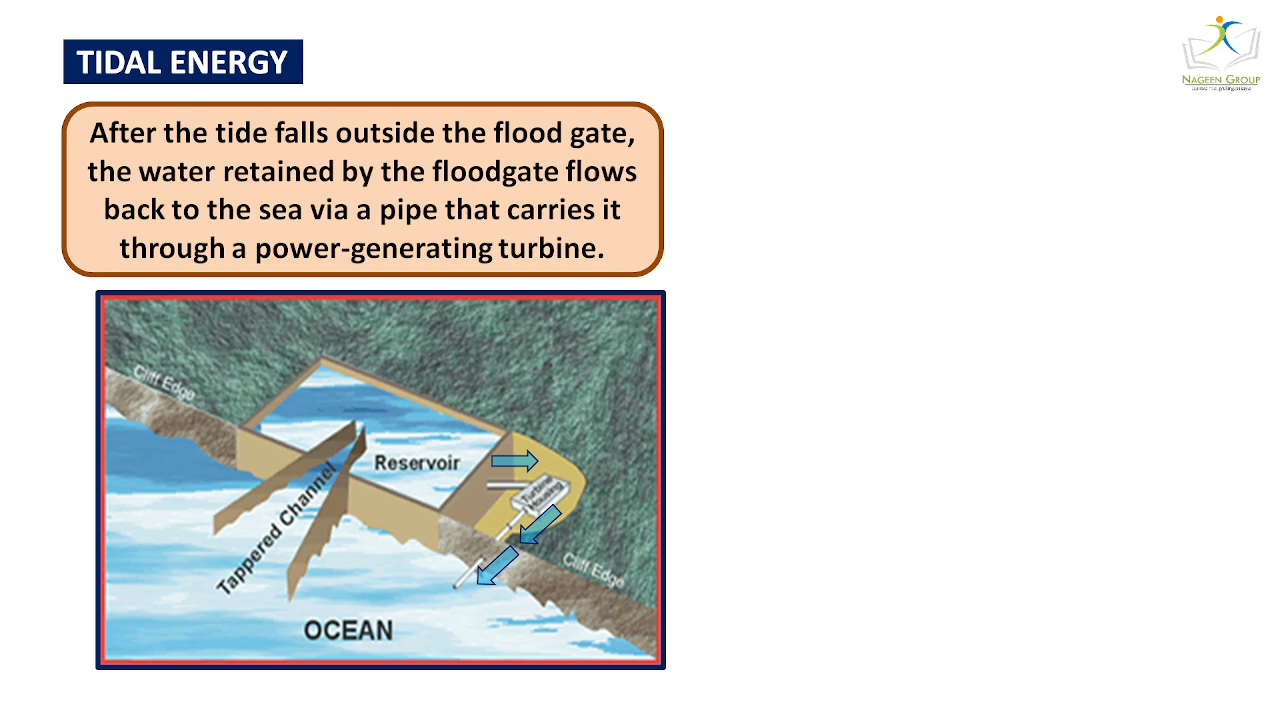 TIDAL ENERGY
NAGEEN GROUP
After the tide falls outside the flood gate,
the water retained by the floodgate flows
back to the sea via a pipe that carries it
through a power-generating turbine.
Cliff Edge
Reservoir
Turbine
Housing
Tappered Channel
Cliff Edge
OCEAN